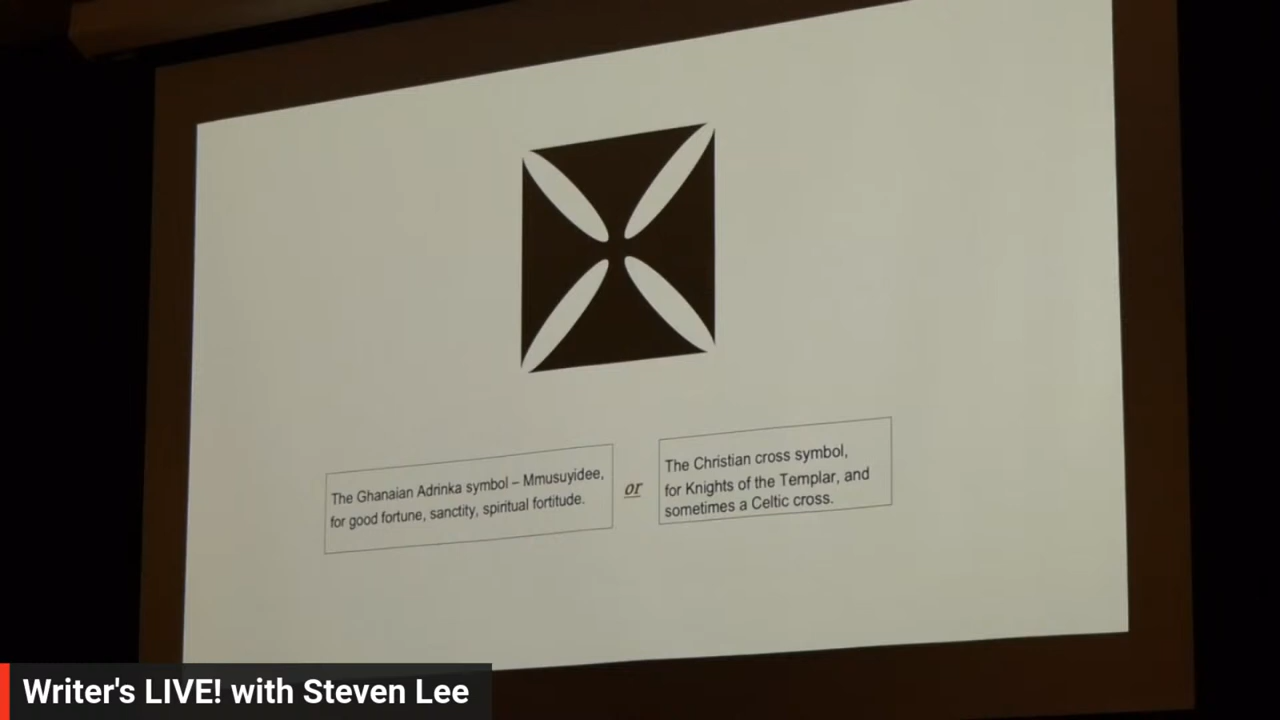 The Ghanaian Adrinka symbol – Mmusuyidee,
for good fortune, sanctity, spiritual fortitude.
or
The Christian cross symbol,
for Knights of the Templar, and
sometimes a Celtic cross.
Writer's LIVE! with Steven Lee